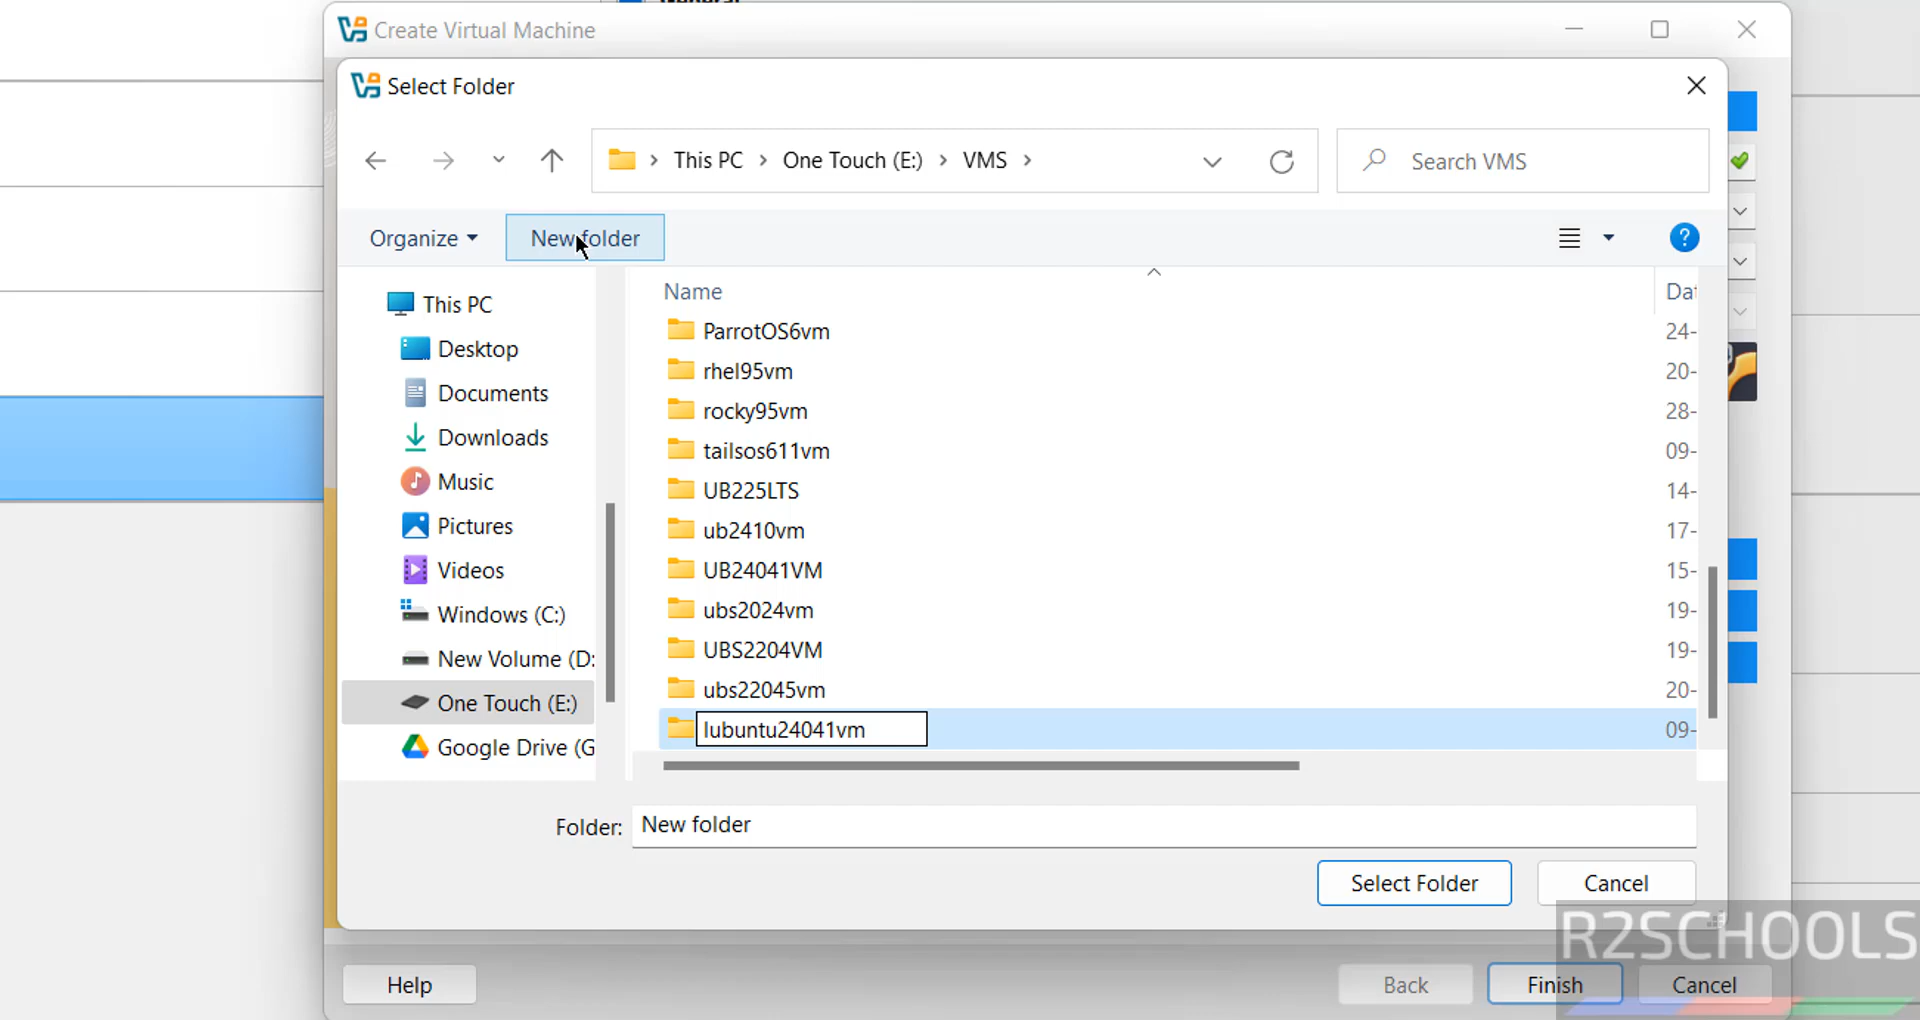 Create Virtual Machine
Select Folder
This PC > One Touch (E:) > VMS >
Search VMS
Organize
New folder
Name
Dat
This PC
Desktop
Documents
Downloads
Music
Pictures
Videos
Windows (C:)
New Volume (D:
One Touch (E:)
Google Drive (G
ParrotOS6vm 24-
rhel95vm 20-
rocky95vm 28-
tailsos611vm 09-
UB225LTS 14-
ub2410vm 17-
UB24041VM 15-
ubs2024vm 19-
UBS2204VM 19-
ubs22045vm 20-
lubuntu24041vm 09-
Folder: New folder
Select Folder
Cancel
R2SCHOOLS
Help
Back
Finish
Cancel